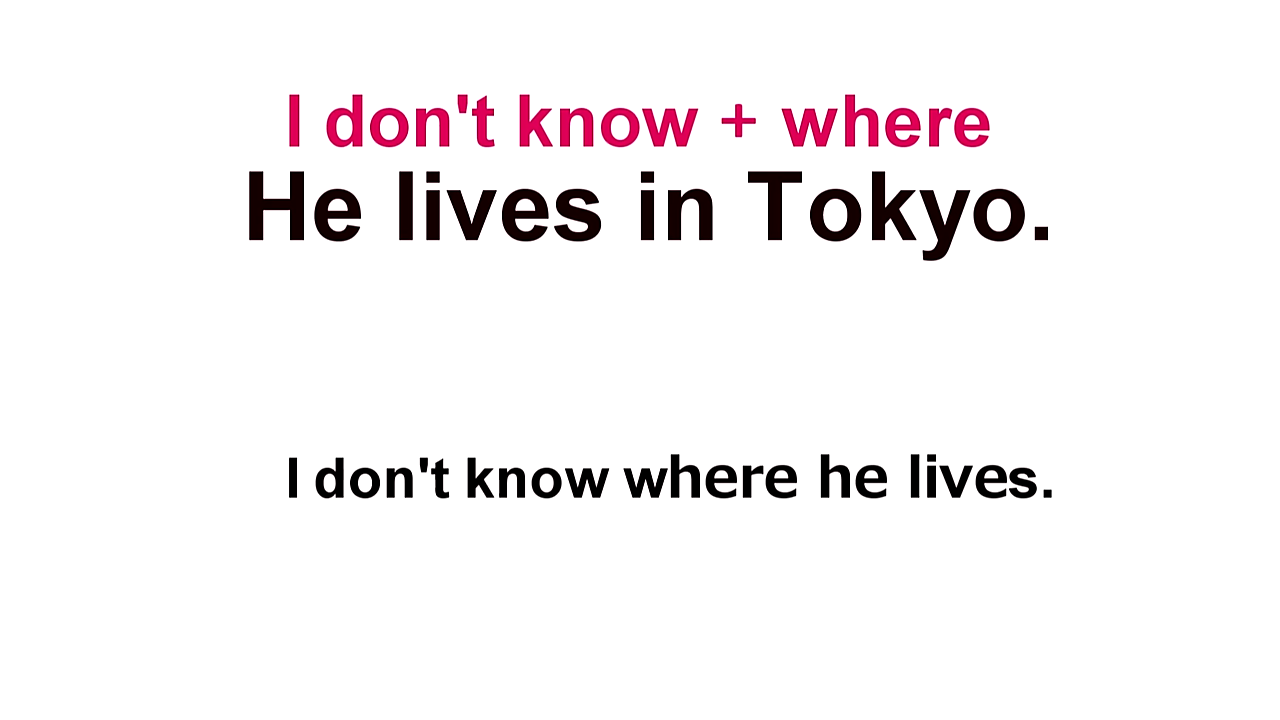 I don't know + where
He lives in Tokyo.
I don't know where he lives.